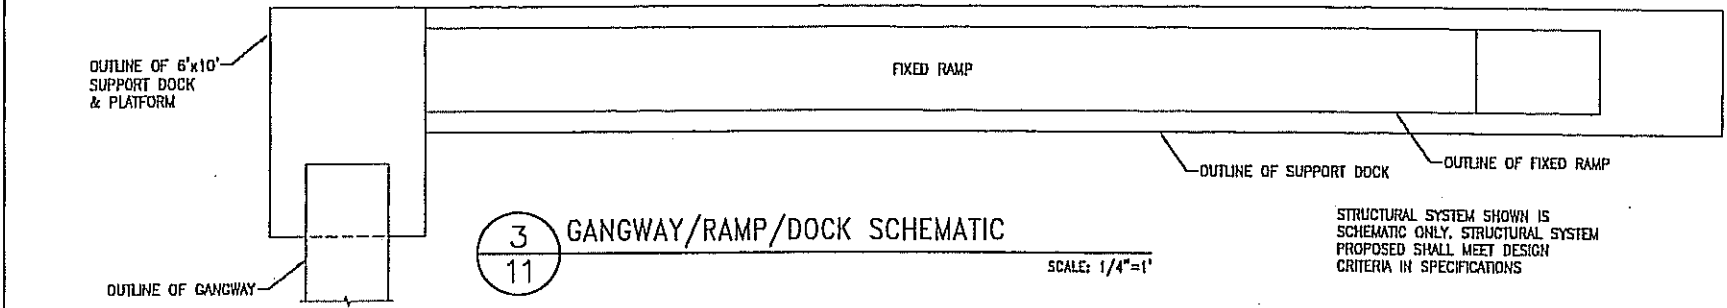 OUTLINE OF 6'x10'
SUPPORT DOCK
& PLATFORM
FIXED RAMP
OUTLINE OF SUPPORT DOCK
OUTLINE OF FIXED RAMP
3
11
GANGWAY/RAMP/DOCK SCHEMATIC
SCALE: 1/4"=1'
STRUCTURAL SYSTEM SHOWN IS
SCHEMATIC ONLY. STRUCTURAL SYSTEM
PROPOSED SHALL MEET DESIGN
CRITERIA IN SPECIFICATIONS
OUTLINE OF GANGWAY